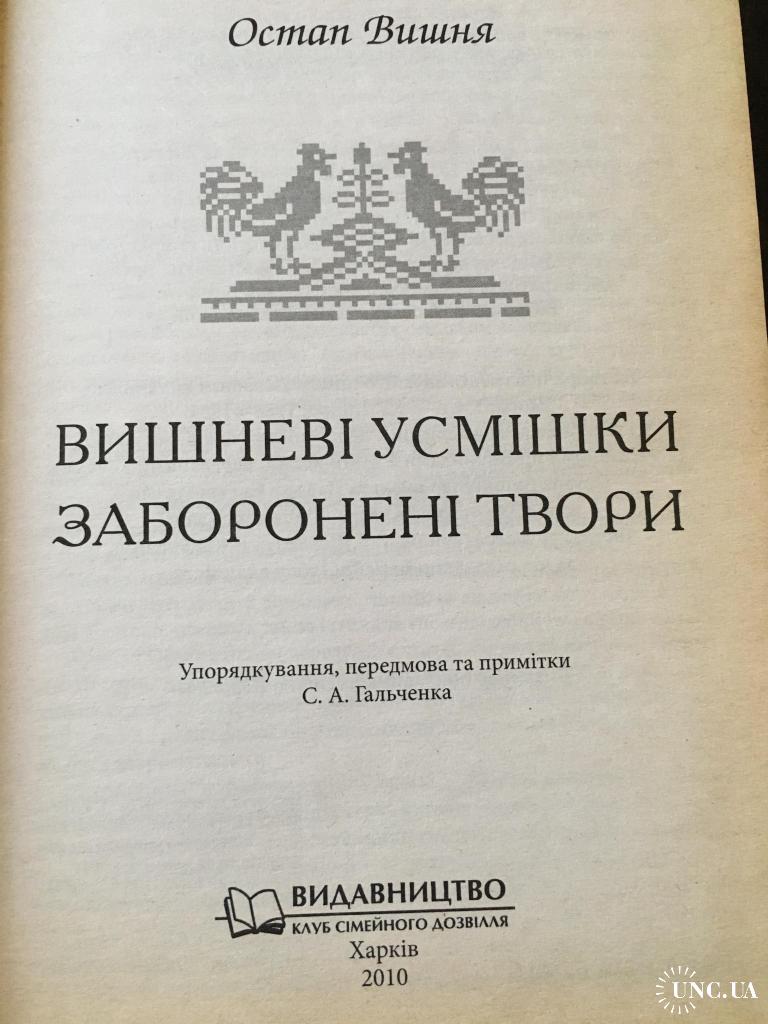 Остап Вишня
ВИШНЕВІ УСМІШКИ
ЗАБОРОНЕНІ ТВОРИ
Упорядкування, передмова та примітки
С. А. Гальченка
ВИДАВНИЦТВО
КЛУБ СІМЕЙНОГО ДОЗВІЛЛЯ
Харків
2010
UNC.UA